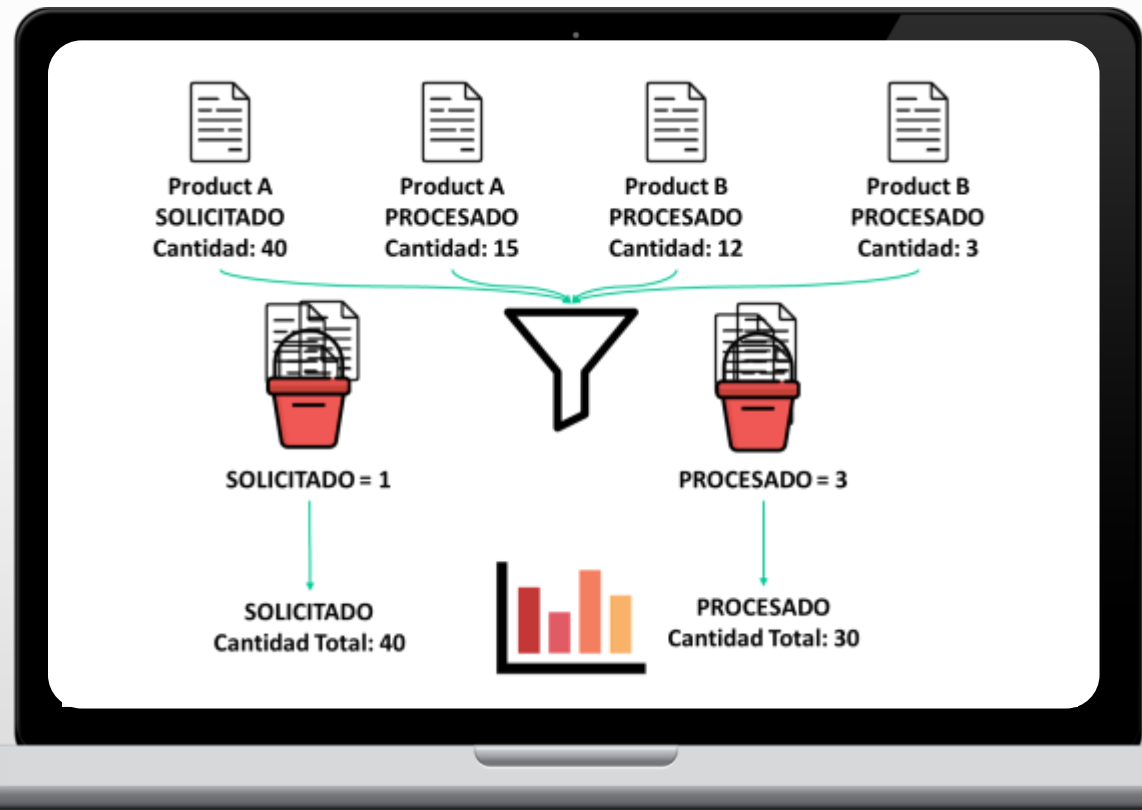 Product A
SOLICITADO
Cantidad: 40
Product A
PROCESADO
Cantidad: 15
Product B
PROCESADO
Cantidad: 12
Product B
PROCESADO
Cantidad: 3
SOLICITADO = 1
PROCESADO = 3
SOLICITADO
Cantidad Total: 40
PROCESADO
Cantidad Total: 30